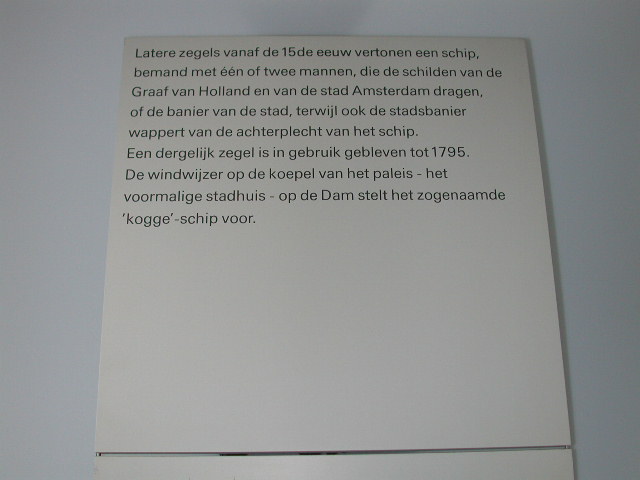 Latere zegels vanaf de 15de eeuw vertonen een schip,
bemand met één of twee mannen, die de schilden van de
Graaf van Holland en van de stad Amsterdam dragen,
of de banier van de stad, terwijl ook de stadsbanier
wappert van de achterplecht van het schip.
Een dergelijk zegel is in gebruik gebleven tot 1795.
De windwijzer op de koepel van het paleis - het
voormalige stadhuis - op de Dam stelt het zogenaamde
'kogge'-schip voor.